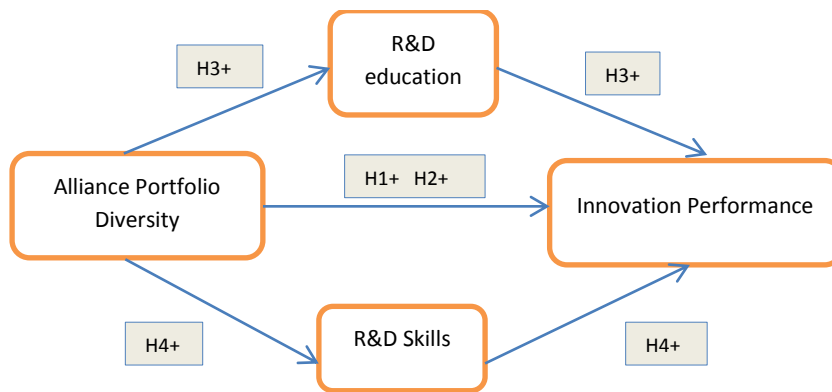 R&D
education
H3+
H3+
Alliance Portfolio
Diversity
H1+ H2+
Innovation Performance
R&D Skills
H4+
H4+